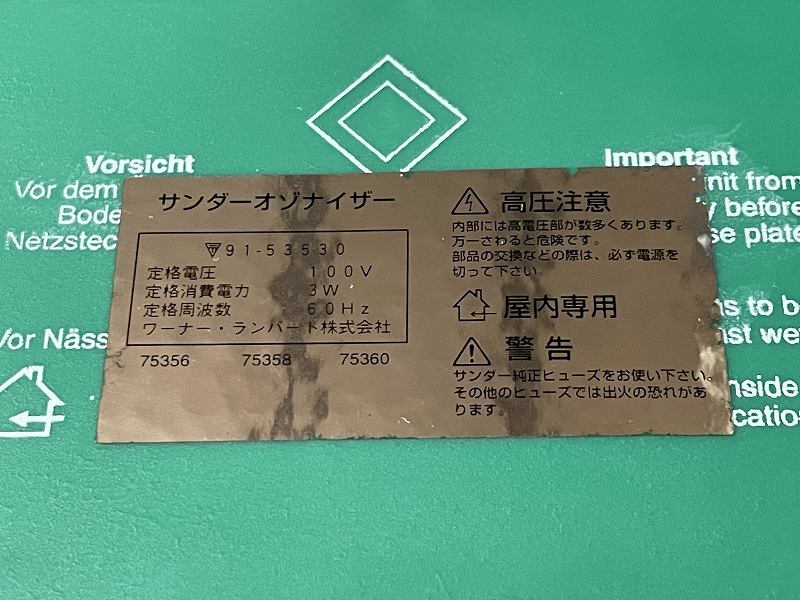 Vorsicht
Vor dem
Bode
Netzstec
Vor Näss
Important
unit from
before
se plate
s to b
st wet
nside
catio
サンダーオゾナイザー
91-53530
定格電圧 100V
定格消費電力 3W
定格周波数 60Hz
ワーナー・ランバート株式会社
75356 75358 75360
高圧注意
内部には高電圧部が数多くあります。
万一さわると危険です。
部品の交換などの際は、必ず電源を
切って下さい。
屋内専用
警告
サンダー純正ヒューズをお使い下さい。
その他のヒューズでは出火の恐れがあ
ります。